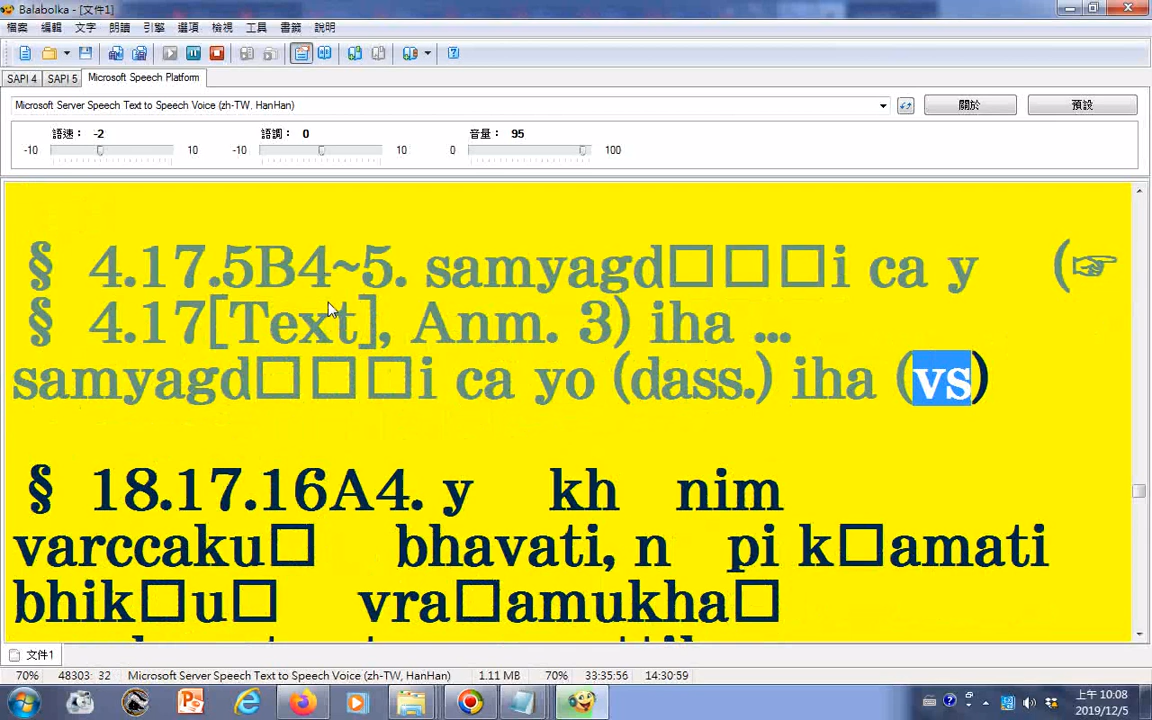 Balabolka - [文件1]
檔案 編輯 文字 朗讀 引擎 選項 檢視 工具 書籤 說明
SAPI 4 SAPI 5 Microsoft Speech Platform
Microsoft Server Speech Text to Speech Voice (zh-TW, HanHan) 關於 預設
語速： -2 語調： 0 音量： 95
-10 10 -10 10 0 100
§ 4.17.5B4~5. samyagd□□□i ca y (☞
§ 4.17[Text], Anm. 3) iha ...
samyagd□□□i ca yo (dass.) iha (vs)
§ 18.17.16A4. y kh nim
varccaku□ bhavati, n pi k□amati
bhik□u□ vra□amukha□
文件1
70% 48303: 32 Microsoft Server Speech Text to Speech Voice (zh-TW, HanHan) 1.11 MB 70% 33:35:56 14:30:59
上午 10:08
2019/12/5